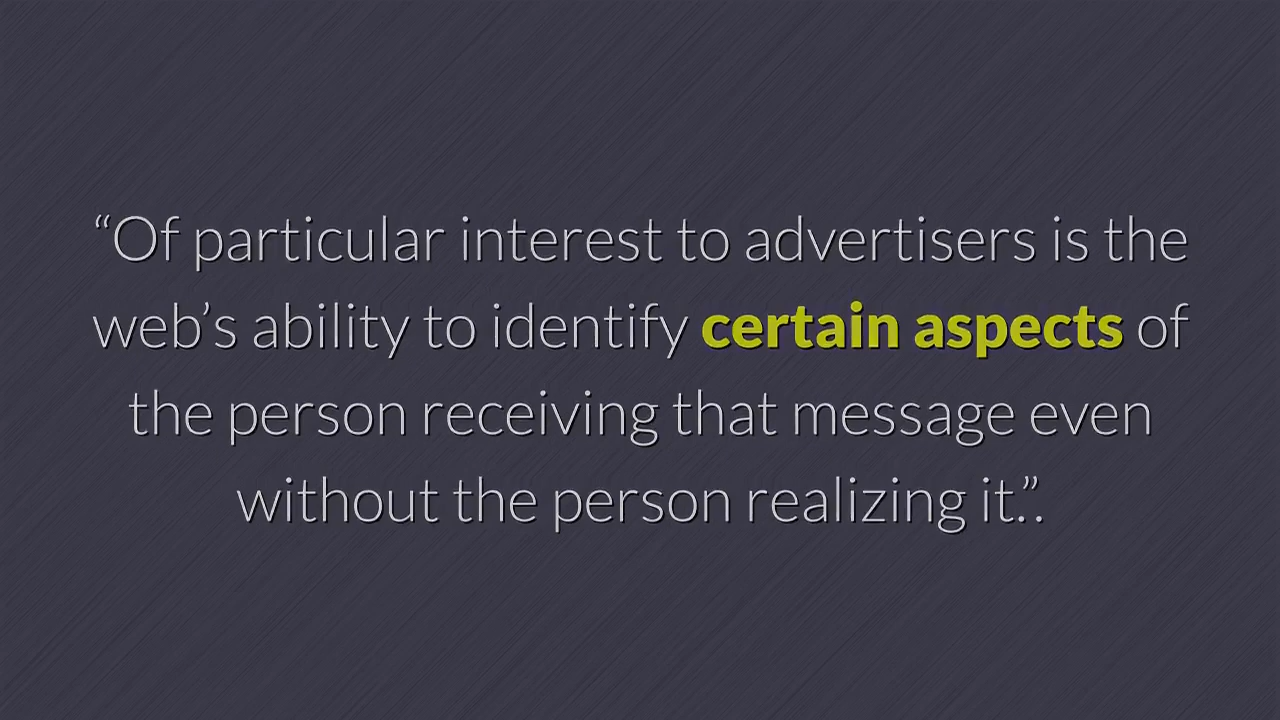 “Of particular interest to advertisers is the
web’s ability to identify certain aspects of
the person receiving that message even
without the person realizing it.”.